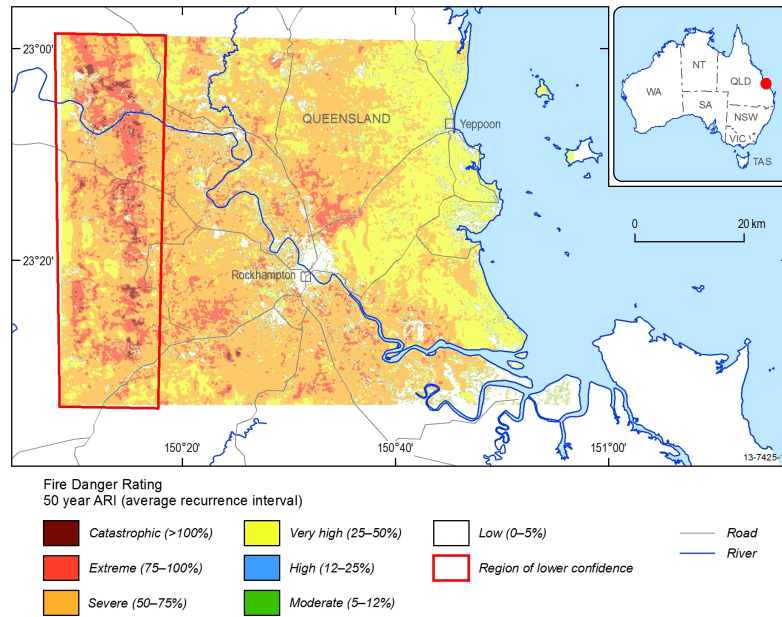 23°00'
23°20'
QUEENSLAND
Yeppoon
Rockhampton
NT
QLD
WA
SA
NSW
VIC
TAS
0 20 km
150°20'
150°40'
151°00'
13-7425-
Fire Danger Rating
50 year ARI (average recurrence interval)
Catastrophic (>100%)
Extreme (75–100%)
Severe (50–75%)
Very high (25–50%)
High (12–25%)
Moderate (5–12%)
Low (0–5%)
Region of lower confidence
Road
River